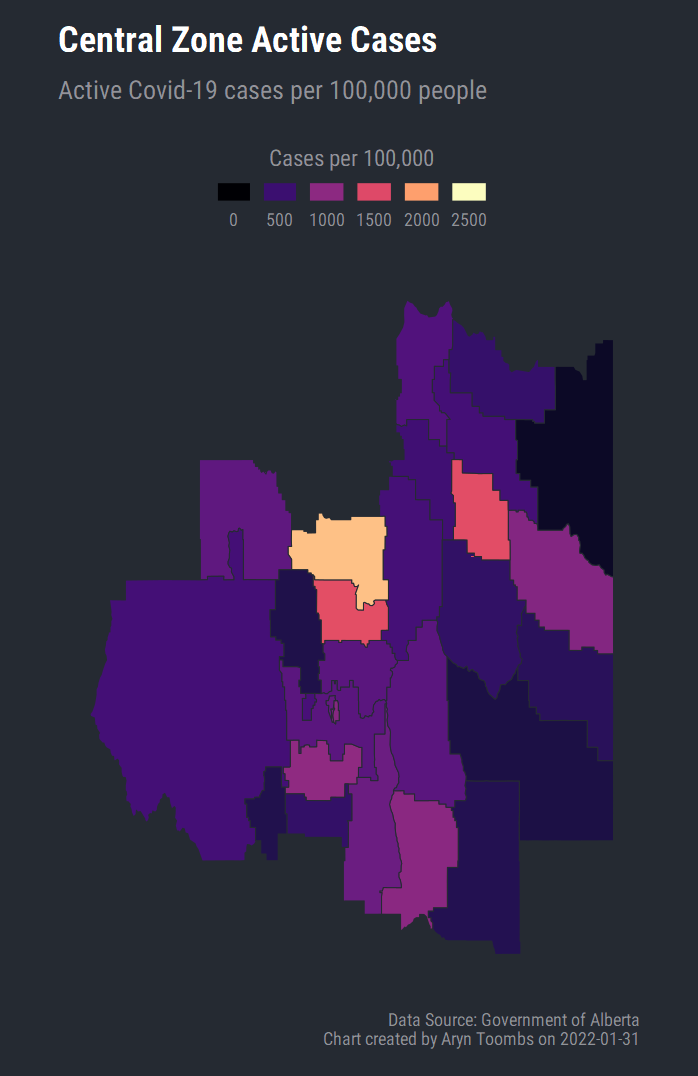 Central Zone Active Cases
Active Covid-19 cases per 100,000 people
Cases per 100,000
0 500 1000 1500 2000 2500
Data Source: Government of Alberta
Chart created by Aryn Toombs on 2022-01-31